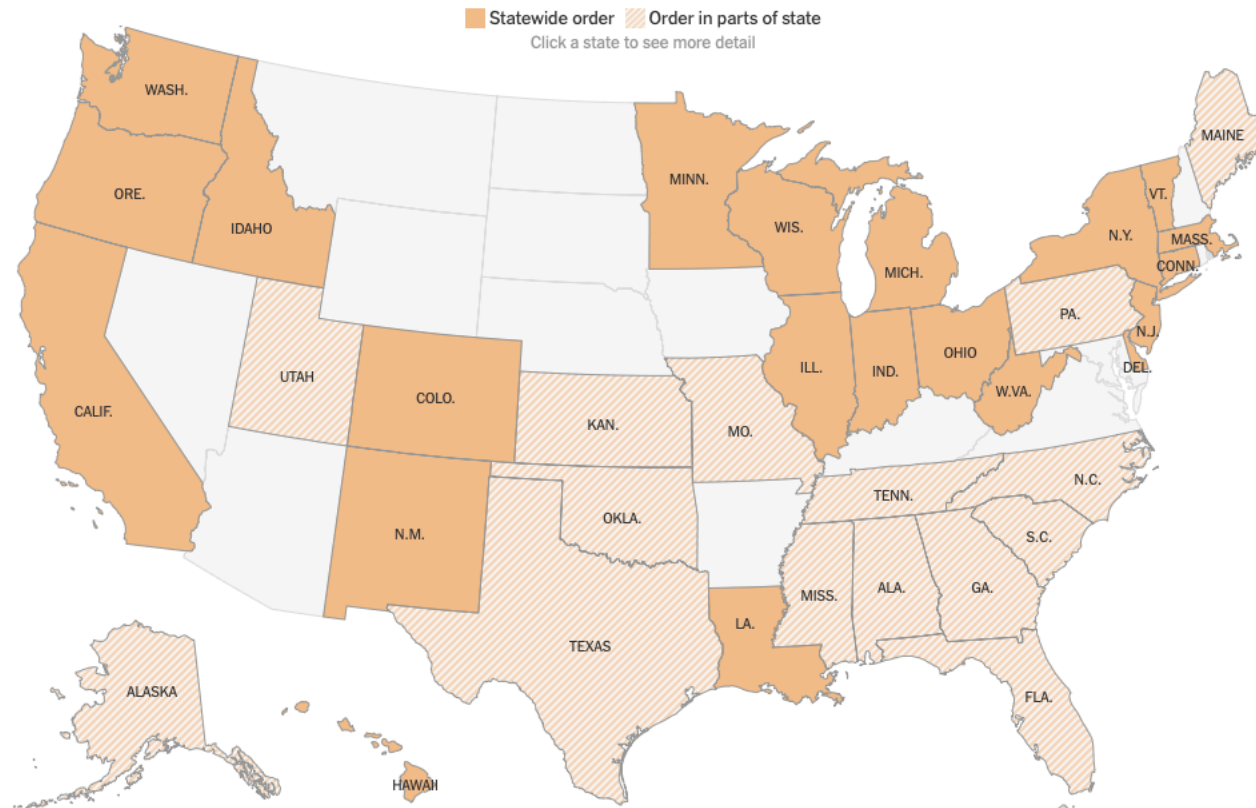 Statewide order
Order in parts of state
Click a state to see more detail
WASH.
MAINE
MINN.
ORE.
VT.
IDAHO
WIS.
N.Y.
MASS.
MICH.
CONN.
PA.
N.J.
OHIO
ILL.
IND.
DEL.
UTAH
W.VA.
COLO.
CALIF.
KAN.
MO.
N.C.
TENN.
OKLA.
N.M.
S.C.
MISS.
ALA.
GA.
LA.
TEXAS
ALASKA
FLA.
HAWAII